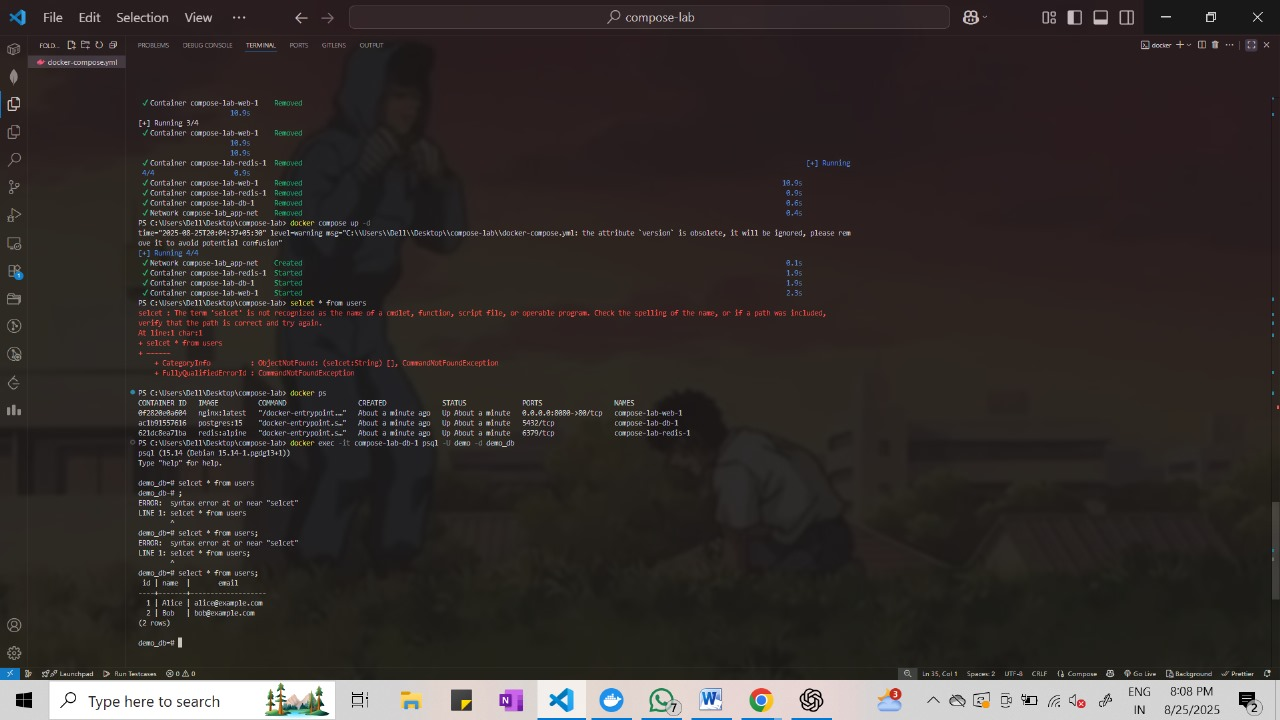 File Edit Selection View ··· compose-lab
FOLD...
PROBLEMS DEBUG CONSOLE TERMINAL PORTS GITLENS OUTPUT
docker
docker-compose.yml
✓ Container compose-lab-web-1 Removed
10.9s
[+] Running 3/4
✓ Container compose-lab-web-1 Removed
10.9s
10.9s
✓ Container compose-lab-redis-1 Removed [+] Running
4/4 0.9s
✓ Container compose-lab-web-1 Removed 10.9s
✓ Container compose-lab-redis-1 Removed 0.9s
✓ Container compose-lab-db-1 Removed 0.6s
✓ Network compose-lab_app-net Removed 0.4s
PS C:\Users\Dell\Desktop\compose-lab> docker compose up -d
time="2025-08-25T20:04:37+05:30" level=warning msg="C:\\Users\\Dell\\Desktop\\compose-lab\\docker-compose.yml: the attribute `version` is obsolete, it will be ignored, please rem
ove it to avoid potential confusion"
[+] Running 4/4
✓ Network compose-lab_app-net Created 0.1s
✓ Container compose-lab-redis-1 Started 1.9s
✓ Container compose-lab-db-1 Started 1.9s
✓ Container compose-lab-web-1 Started 2.3s
PS C:\Users\Dell\Desktop\compose-lab> selcet * from users
selcet : The term 'selcet' is not recognized as the name of a cmdlet, function, script file, or operable program. Check the spelling of the name, or if a path was included,
verify that the path is correct and try again.
At line:1 char:1
+ selcet * from users
+ ~~~~~~
+ CategoryInfo : ObjectNotFound: (selcet:String) [], CommandNotFoundException
+ FullyQualifiedErrorId : CommandNotFoundException
PS C:\Users\Dell\Desktop\compose-lab> docker ps
CONTAINER ID IMAGE COMMAND CREATED STATUS PORTS NAMES
0f2820e0a604 nginx:latest "/docker-entrypoint.…" About a minute ago Up About a minute 0.0.0.0:8080->80/tcp compose-lab-web-1
ac1b91557616 postgres:15 "docker-entrypoint.s…" About a minute ago Up About a minute 5432/tcp compose-lab-db-1
621dc8ea71ba redis:alpine "docker-entrypoint.s…" About a minute ago Up About a minute 6379/tcp compose-lab-redis-1
PS C:\Users\Dell\Desktop\compose-lab> docker exec -it compose-lab-db-1 psql -U demo -d demo_db
psql (15.14 (Debian 15.14-1.pgdg13+1))
Type "help" for help.
demo_db=# selcet * from users
demo_db-# ;
ERROR: syntax error at or near "selcet"
LINE 1: selcet * from users
^
demo_db=# selcet * from users;
ERROR: syntax error at or near "selcet"
LINE 1: selcet * from users;
^
demo_db=# select * from users;
id | name | email
----+-------+-------------------
1 | Alice | alice@example.com
2 | Bob | bob@example.com
(2 rows)
demo_db=#
Launchpad Run Testcases 0 0 Ln 35, Col 1 Spaces: 2 UTF-8 CRLF Compose Go Live Background Prettier
Type here to search 7 3 ENG 8:08 PM
IN 8/25/2025 2